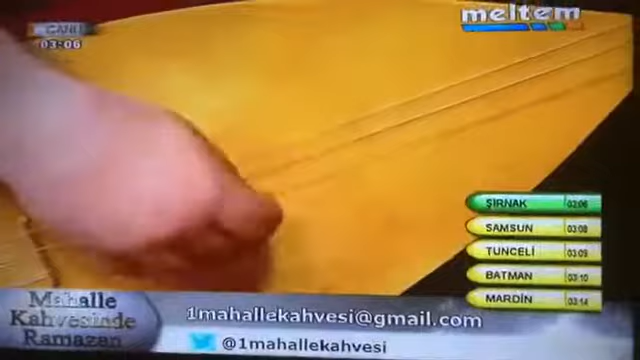 CANLI
03:06
meltem
ŞIRNAK 03:06
SAMSUN 03:08
TUNCELİ 03:09
BATMAN 03:10
MARDİN 03:14
Mahalle
Kahvesinde
Ramazan
1mahallekahvesi@gmail.com
@1mahallekahvesi